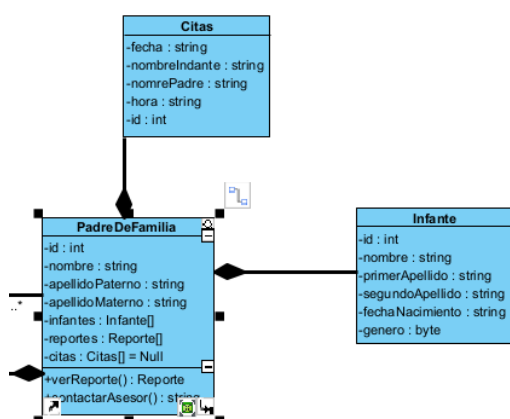 Citas
-fecha : string
-nombreIndante : string
-nomrePadre : string
-hora : string
-id : int
PadreDeFamilia
-id : int
-nombre : string
-apellidoPaterno : string
-apellidoMaterno : string
-infantes : Infante[]
-reportes : Reporte[]
-citas : Citas[] = Null
+verReporte() : Reporte
+contactarAsesor() : string
..*
Infante
-id : int
-nombre : string
-primerApellido : string
-segundoApellido : string
-fechaNacimiento : string
-genero : byte